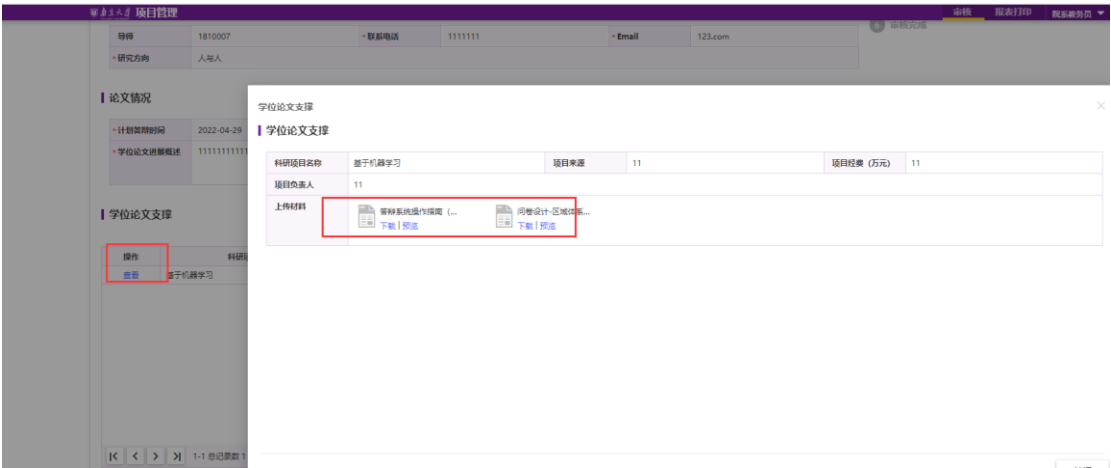 南京大学 项目管理 审核 报表打印 院系教务员
审核完成
导师 1810007 *联系电话 1111111 *Email 123.com
*研究方向 人与人
论文情况
学位论文支撑 ×
*计划答辩时间 2022-04-29
学位论文支撑
*学位论文进展概述 11111111111
科研项目名称 基于机器学习 项目来源 11 项目经费 (万元) 11
项目负责人 11
上传材料 答辩系统操作指南 (... 问卷设计-区域体系...
下载 | 预览 下载 | 预览
学位论文支撑
操作 科研
查看 基于机器学习
1-1 总记录数 1